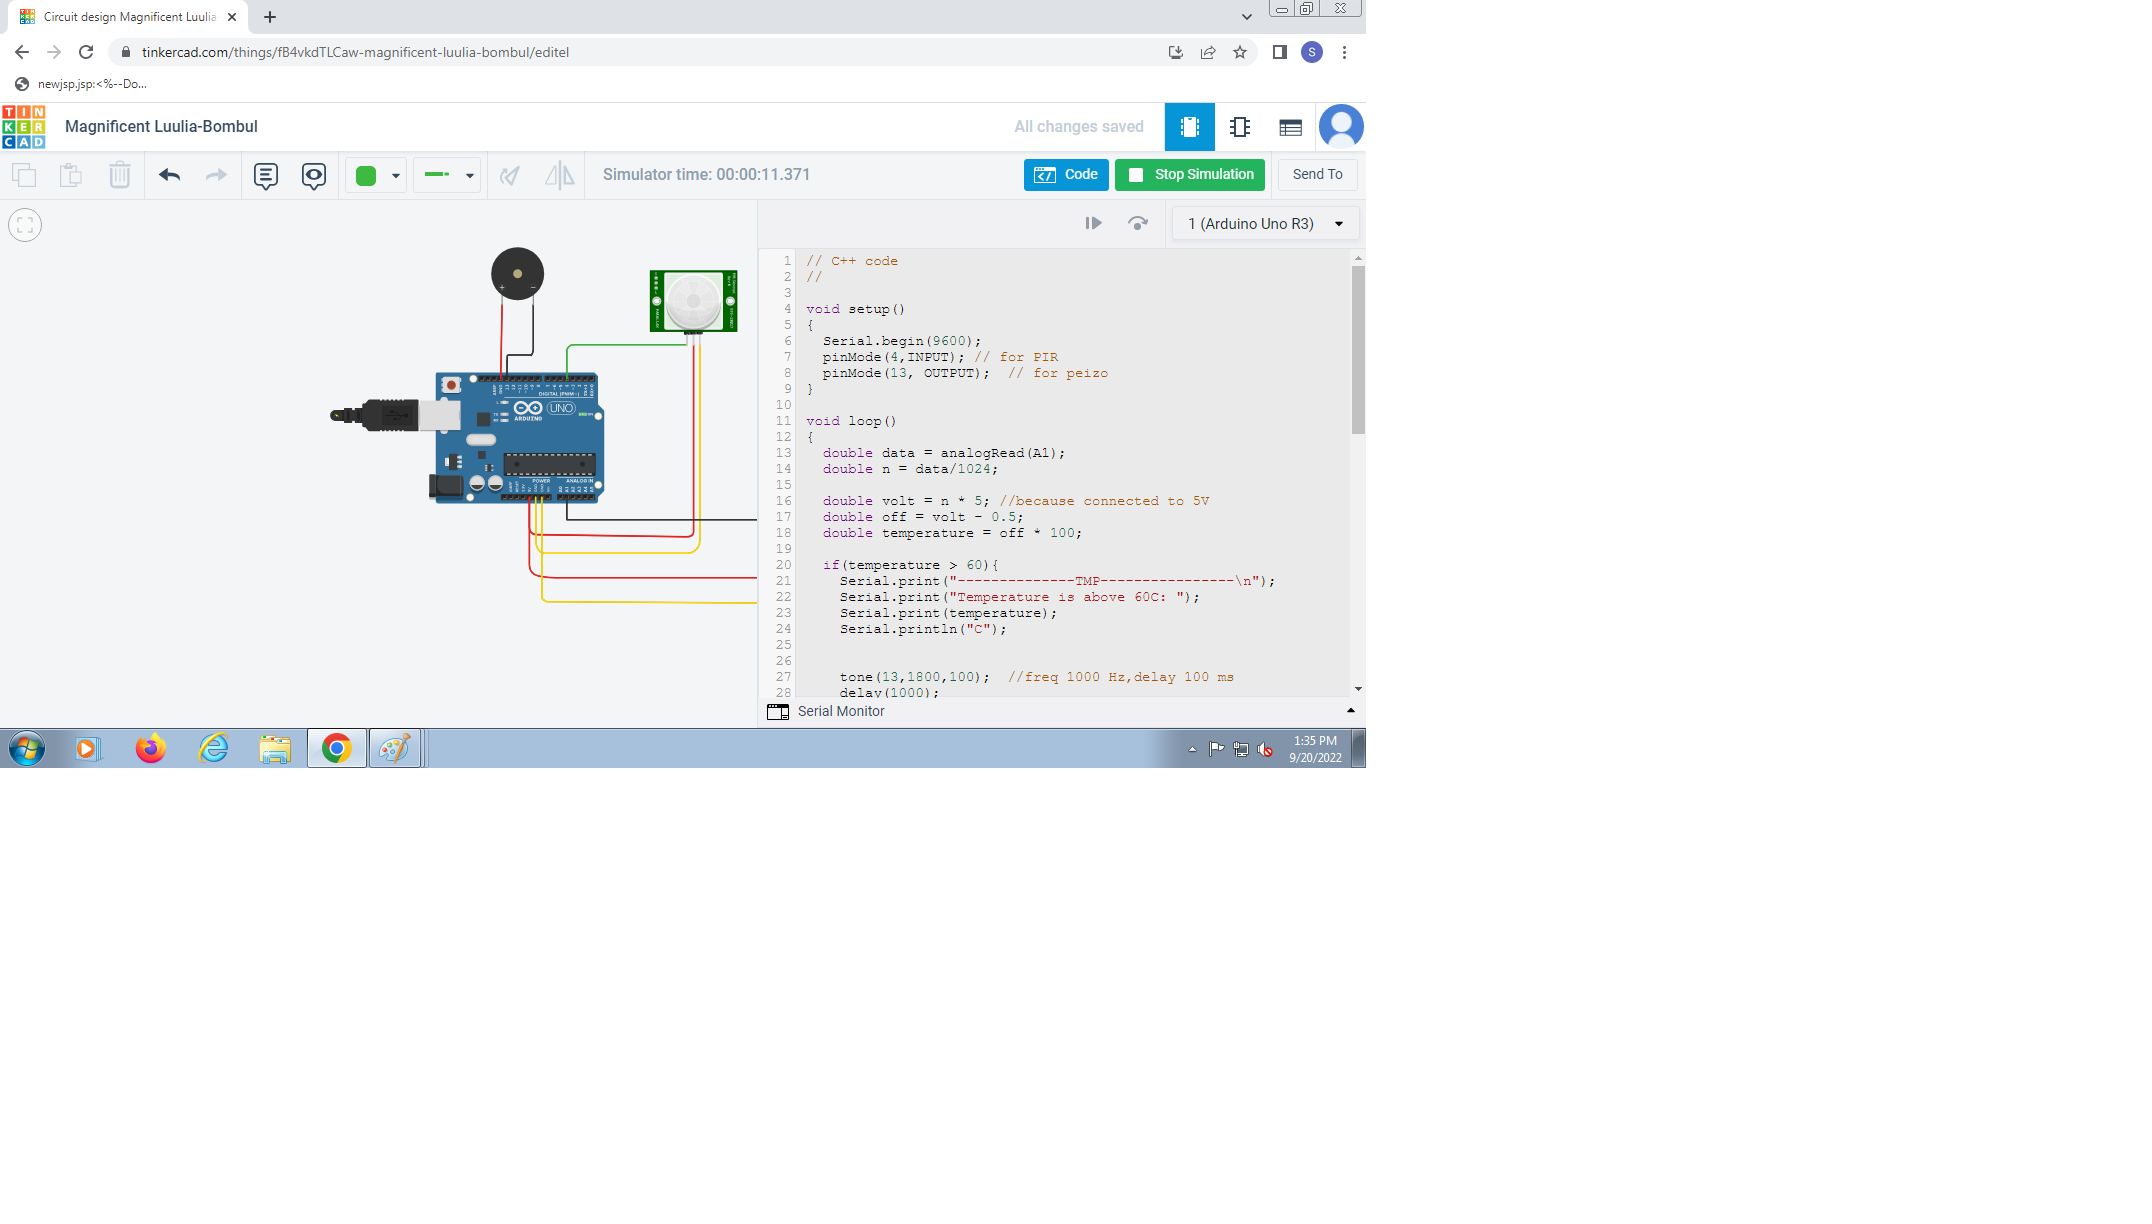 Circuit design Magnificent Luulia
tinkercad.com/things/fB4vkdTLCaw-magnificent-luulia-bombul/editel
S
newjsp.jsp:<%--Do...
TIN
KER
CAD
Magnificent Luulia-Bombul
All changes saved
Simulator time: 00:00:11.371
Code
Stop Simulation
Send To
1 (Arduino Uno R3)
DIGITAL (PWM~)
UNO
ARDUINO
POWER
ANALOG IN
1 // C++ code
2 //
3
4 void setup()
5 {
6 Serial.begin(9600);
7 pinMode(4,INPUT); // for PIR
8 pinMode(13, OUTPUT);  // for peizo
9 }
10
11 void loop()
12 {
13 double data = analogRead(A1);
14 double n = data/1024;
15
16 double volt = n * 5; //because connected to 5V
17 double off = volt - 0.5;
18 double temperature = off * 100;
19
20 if(temperature > 60){
21 Serial.print("--------------TMP----------------\n");
22 Serial.print("Temperature is above 60C: ");
23 Serial.print(temperature);
24 Serial.println("C");
25
26
27 tone(13,1800,100);  //freq 1000 Hz,delay 100 ms
28 delay(1000);
Serial Monitor
1:35 PM
9/20/2022